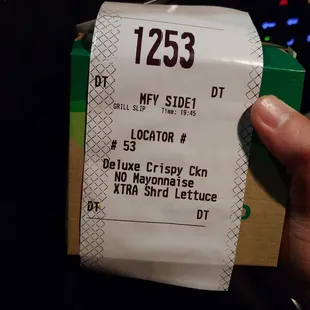 1253
DT DT
MFY SIDE1
GRILL SLIP Time: 19:45
LOCATOR #
# 53
Deluxe Crispy Ckn
NO Mayonnaise
XTRA Shrd Lettuce
DT DT